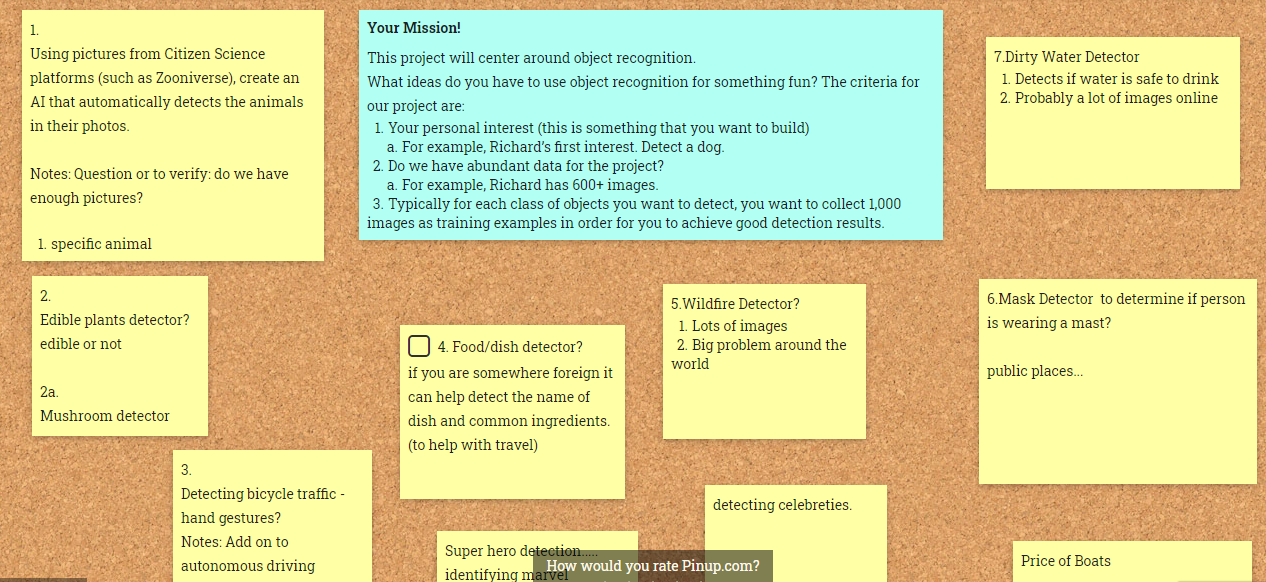 1.
Using pictures from Citizen Science
platforms (such as Zooniverse), create an
AI that automatically detects the animals
in their photos.
Notes: Question or to verify: do we have
enough pictures?
1. specific animal
Your Mission!
This project will center around object recognition.
What ideas do you have to use object recognition for something fun? The criteria for
our project are:
1. Your personal interest (this is something that you want to build)
a. For example, Richard's first interest. Detect a dog.
2. Do we have abundant data for the project?
a. For example, Richard has 600+ images.
3. Typically for each class of objects you want to detect, you want to collect 1,000
images as training examples in order for you to achieve good detection results.
7.Dirty Water Detector
1. Detects if water is safe to drink
2. Probably a lot of images online
2.
Edible plants detector?
edible or not
2a.
Mushroom detector
4. Food/dish detector?
if you are somewhere foreign it
can help detect the name of
dish and common ingredients.
(to help with travel)
5.Wildfire Detector?
1. Lots of images
2. Big problem around the
world
6.Mask Detector to determine if person
is wearing a mast?
public places...
3.
Detecting bicycle traffic -
hand gestures?
Notes: Add on to
autonomous driving
Super hero detection.....
identifying marvel
detecting celebreties.
Price of Boats
How would you rate Pinup.com?